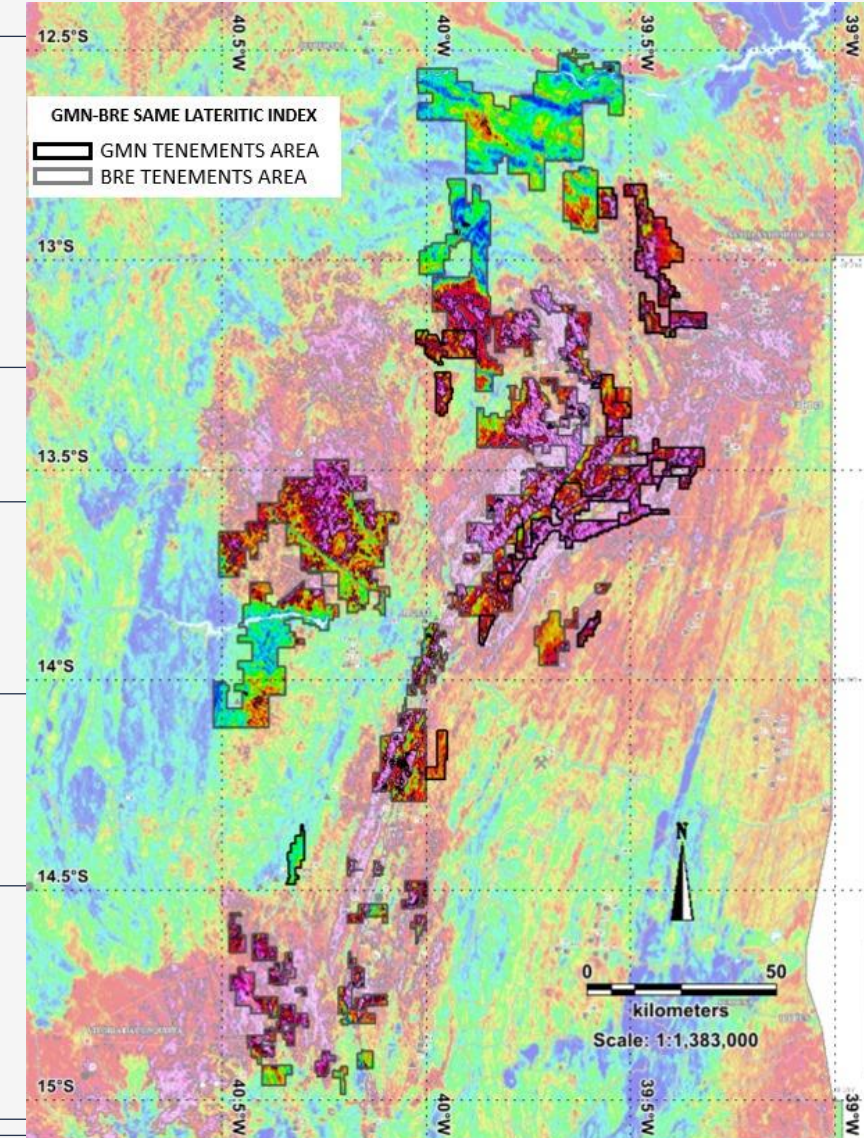 12.5°S
40.5°W
40°W
39.5°W
39°W
GMN-BRE SAME LATERITIC INDEX
GMN TENEMENTS AREA
BRE TENEMENTS AREA
13°S
13.5°S
14°S
N
14.5°S
0 50
kilometers
Scale: 1:1,383,000
15°S
40.5°W
40°W
39.5°W
39°W